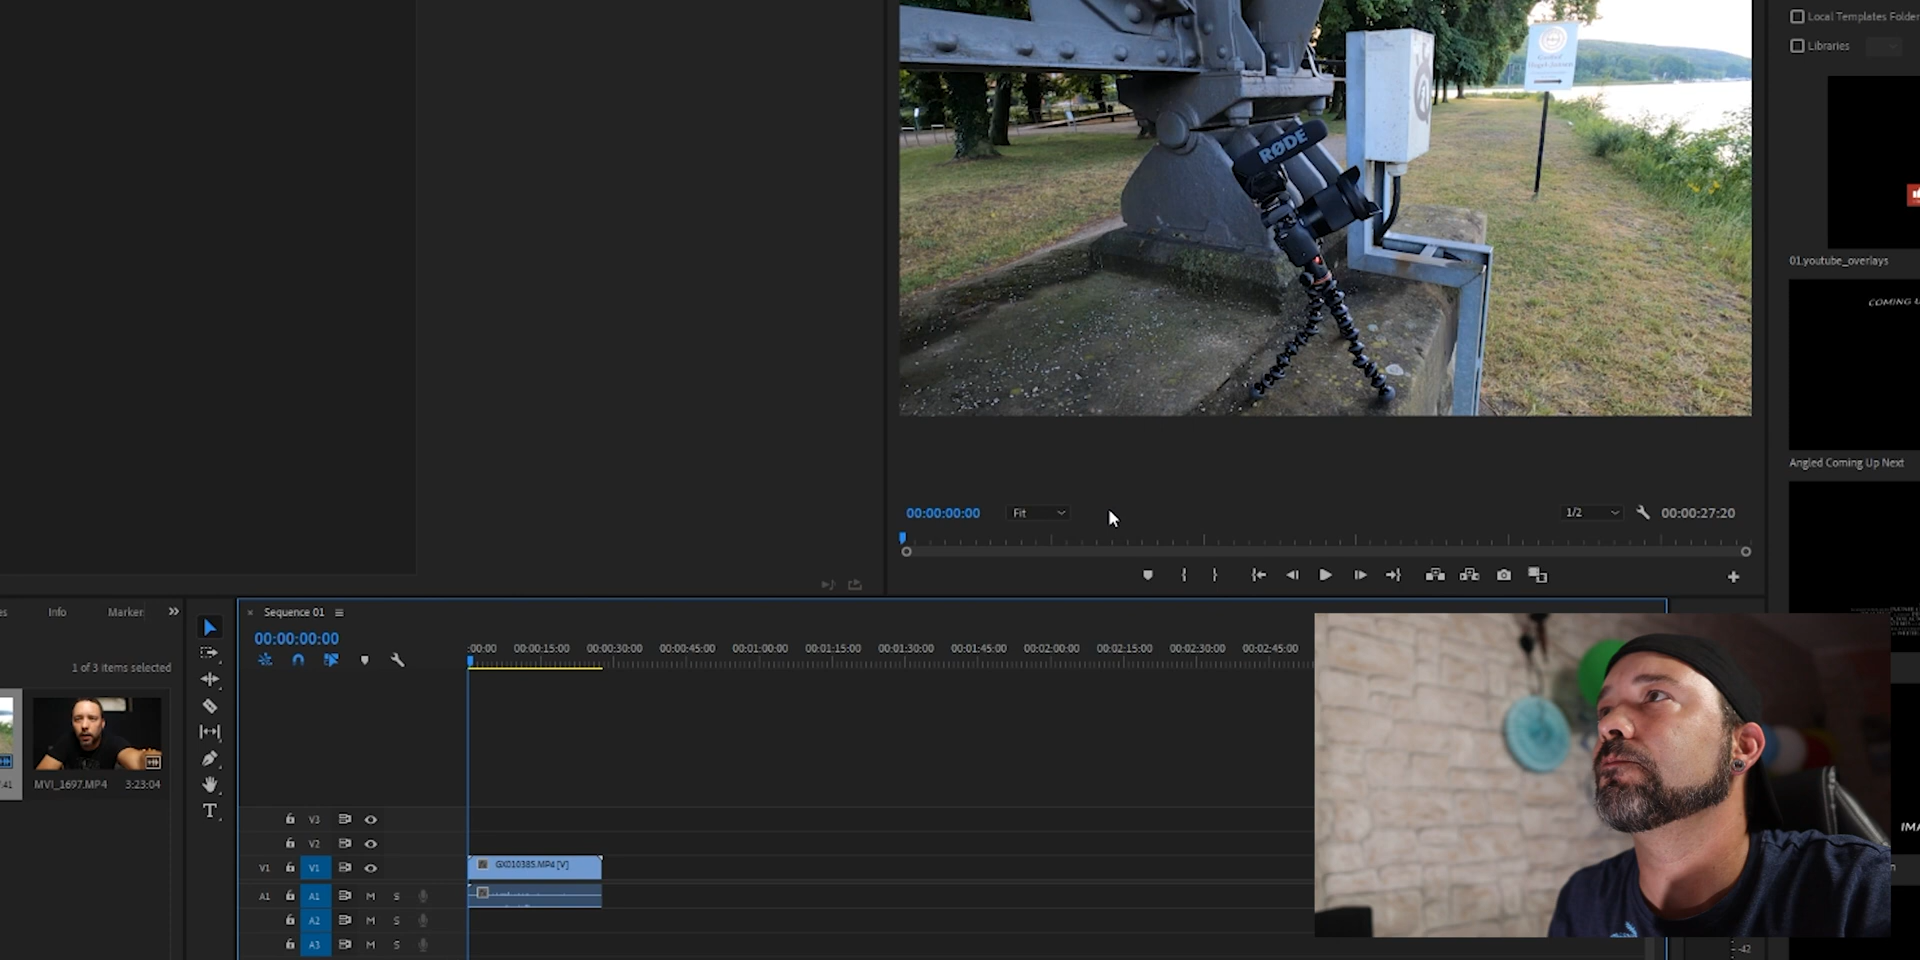 Local Templates Folder
Libraries
RØDE
01.youtube_overlays
COMING U
Angled Coming Up Next
00:00:00:00
Fit
1/2
00:00:27:20
es
Info
Marker
Sequence 01
00:00:00:00
:00:00
00:00:15:00
00:00:30:00
00:00:45:00
00:01:00:00
00:01:15:00
00:01:30:00
00:01:45:00
00:02:00:00
00:02:15:00
00:02:30:00
00:02:45:00
1 of 3 items selected
:41
MVI_1697.MP4
3:23:04
T
V3
V2
V1
V1
GX010385.MP4 [V]
A1
A1
M
S
A2
M
S
A3
M
S
IMA
n
-42